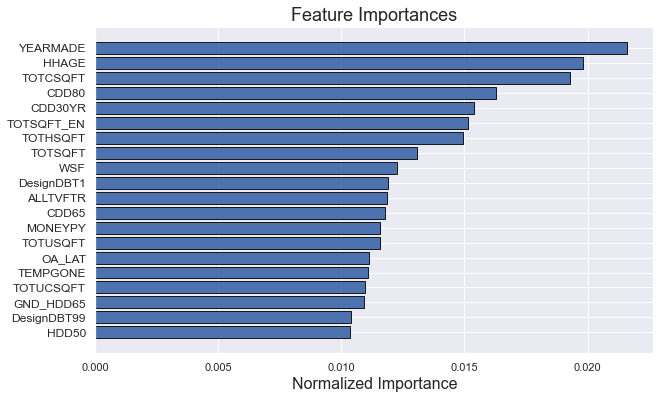 Feature Importances
YEARMADE
HHAGE
TOTCSQFT
CDD80
CDD30YR
TOTSQFT_EN
TOTHSQFT
TOTSQFT
WSF
DesignDBT1
ALLTVFTR
CDD65
MONEYPY
TOTUSQFT
OA_LAT
TEMPGONE
TOTUCSQFT
GND_HDD65
DesignDBT99
HDD50
0.000 0.005 0.010 0.015 0.020
Normalized Importance